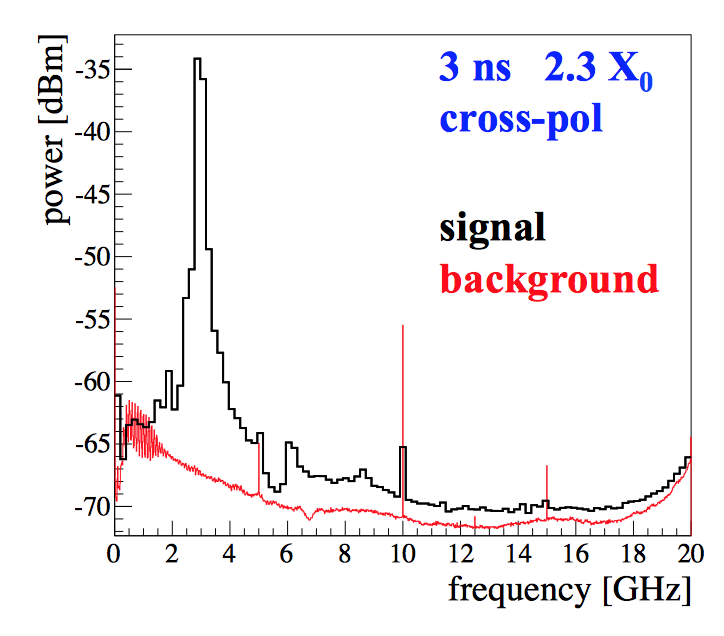 3 ns 2.3 X₀
cross-pol
signal
background
power [dBm]
-35
-40
-45
-50
-55
-60
-65
-70
0 2 4 6 8 10 12 14 16 18 20
frequency [GHz]